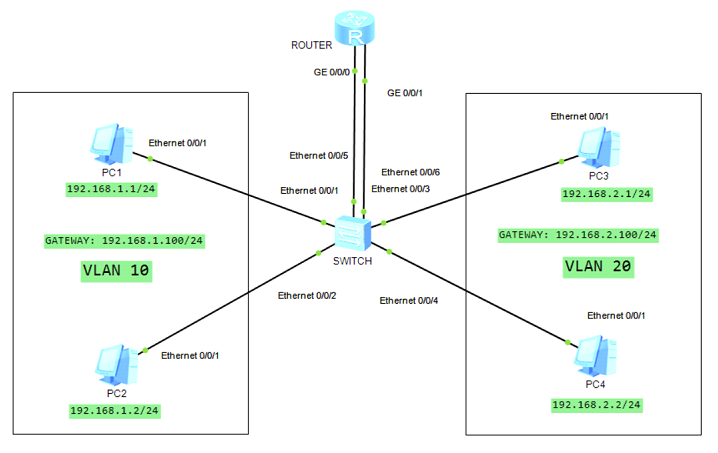 R
ROUTER
GE 0/0/0
GE 0/0/1
Ethernet 0/0/1
PC1
192.168.1.1/24
GATEWAY: 192.168.1.100/24
VLAN 10
Ethernet 0/0/1
PC2
192.168.1.2/24
Ethernet 0/0/5
Ethernet 0/0/6
Ethernet 0/0/1
Ethernet 0/0/3
SWITCH
Ethernet 0/0/2
Ethernet 0/0/4
Ethernet 0/0/1
PC3
192.168.2.1/24
GATEWAY: 192.168.2.100/24
VLAN 20
Ethernet 0/0/1
PC4
192.168.2.2/24